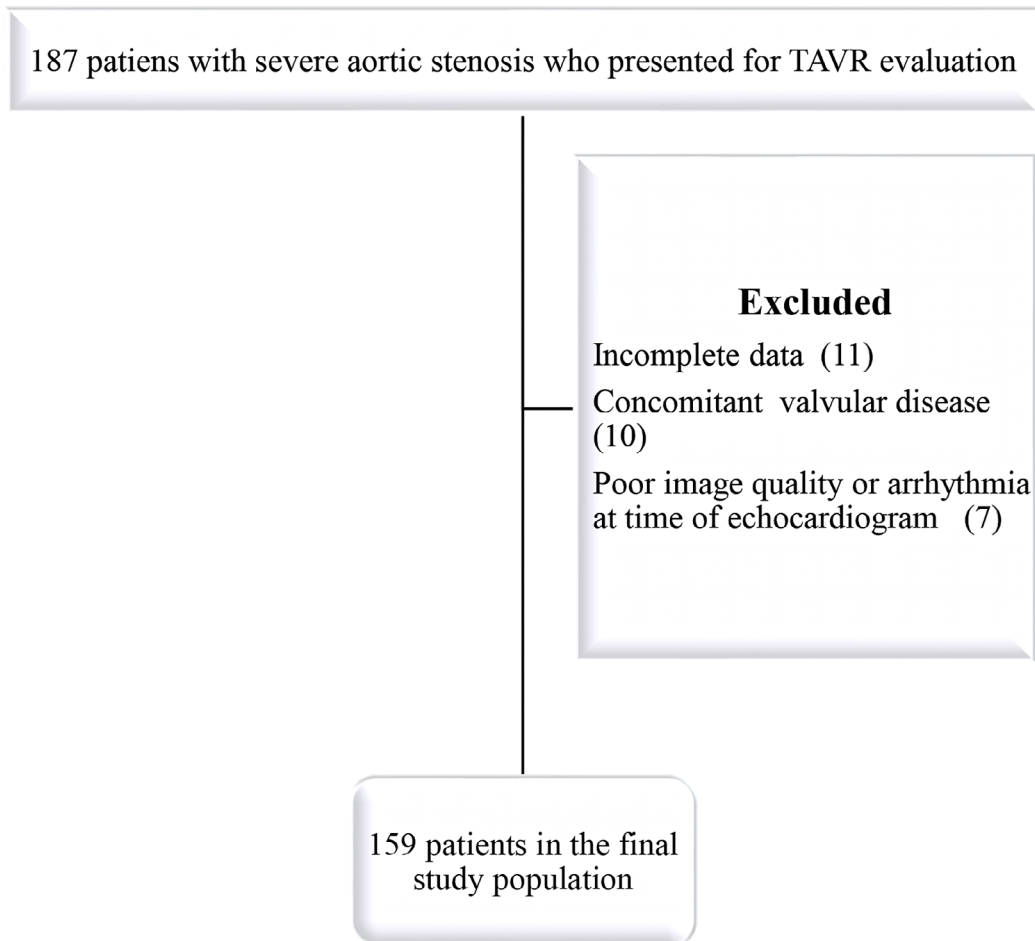 187 patiens with severe aortic stenosis who presented for TAVR evaluation
Excluded
Incomplete data (11)
Concomitant valvular disease
(10)
Poor image quality or arrhythmia
at time of echocardiogram (7)
159 patients in the final
study population